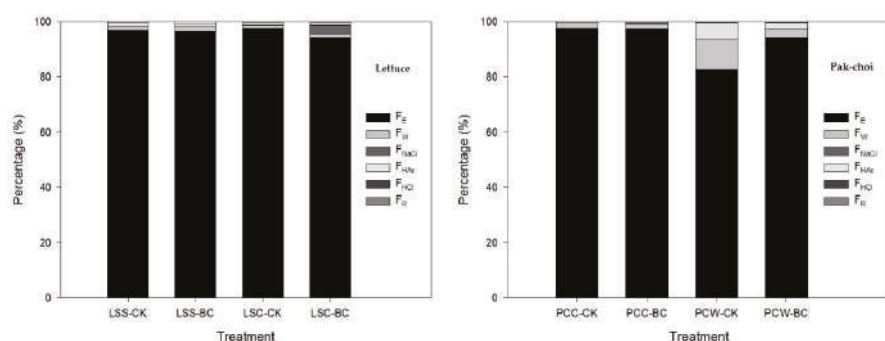 Percentage (%)
100
80
60
40
20
0
Lettuce
F_E
F_W
F_NaCl
F_HAc
F_HCl
F_R
LSS-CK LSS-BC LSC-CK LSC-BC
Treatment
Percentage (%)
100
80
60
40
20
0
Pak-choi
F_E
F_W
F_NaCl
F_HAc
F_HCl
F_R
PCC-CK PCC-BC PCW-CK PCW-BC
Treatment